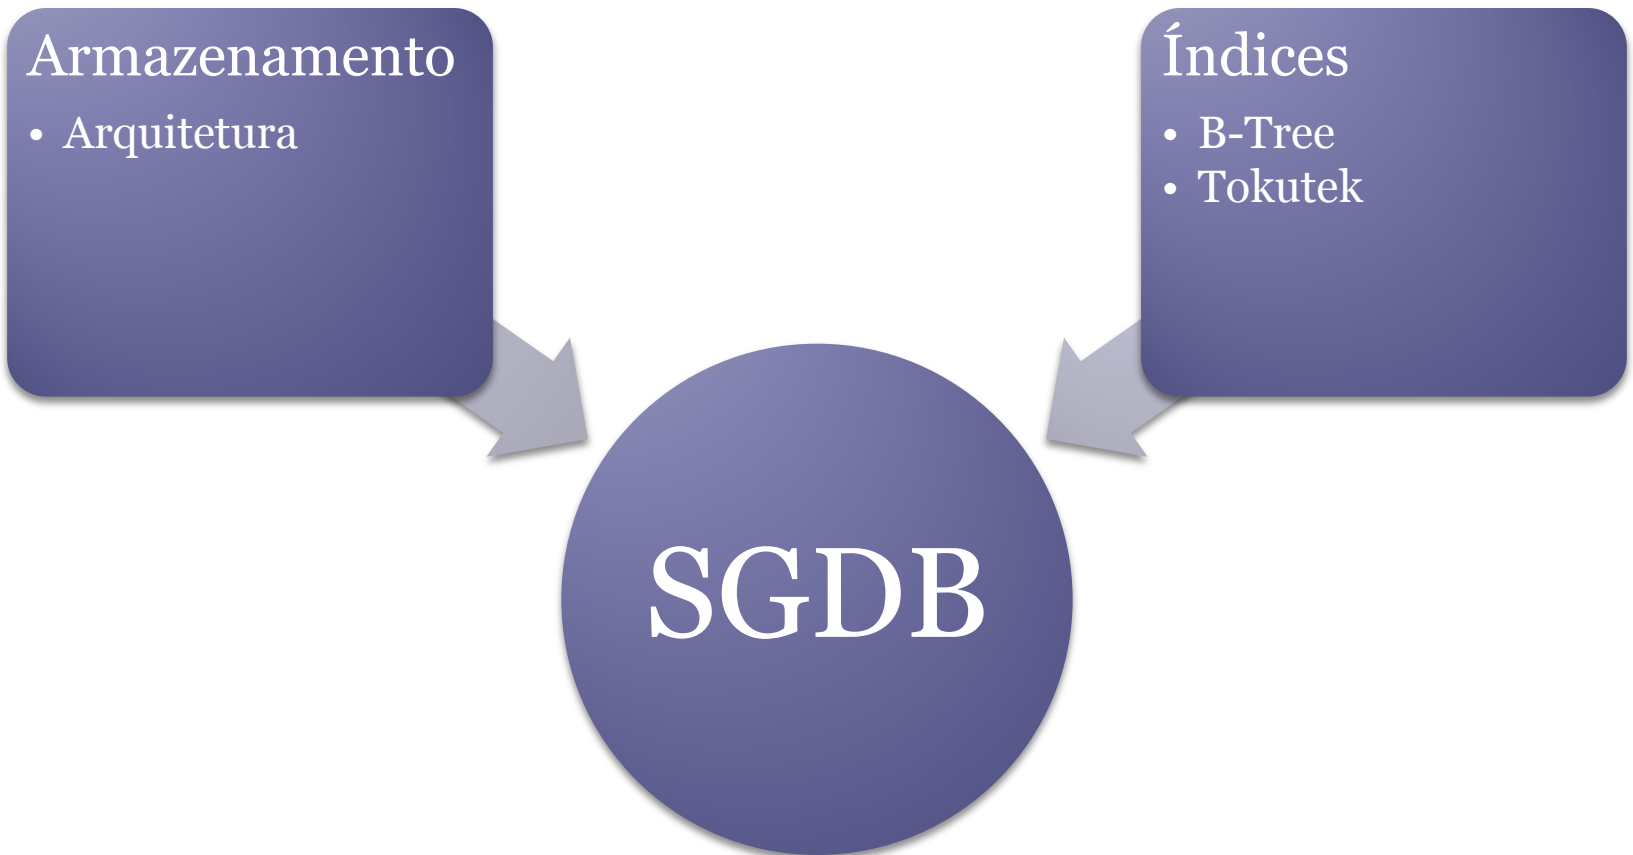 Armazenamento
• Arquitetura
Índices
• B-Tree
• Tokutek
SGDB